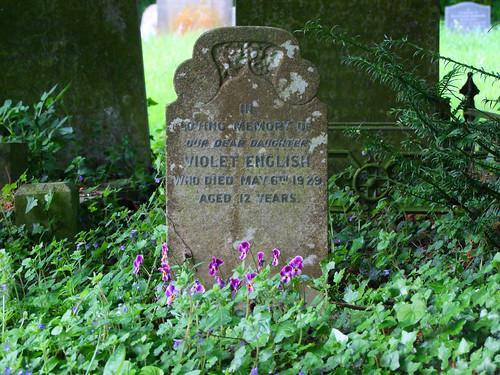 IN
LOVING MEMORY OF
OUR DEAR DAUGHTER
VIOLET ENGLISH
WHO DIED MAY 6TH 1929
AGED 12 YEARS.